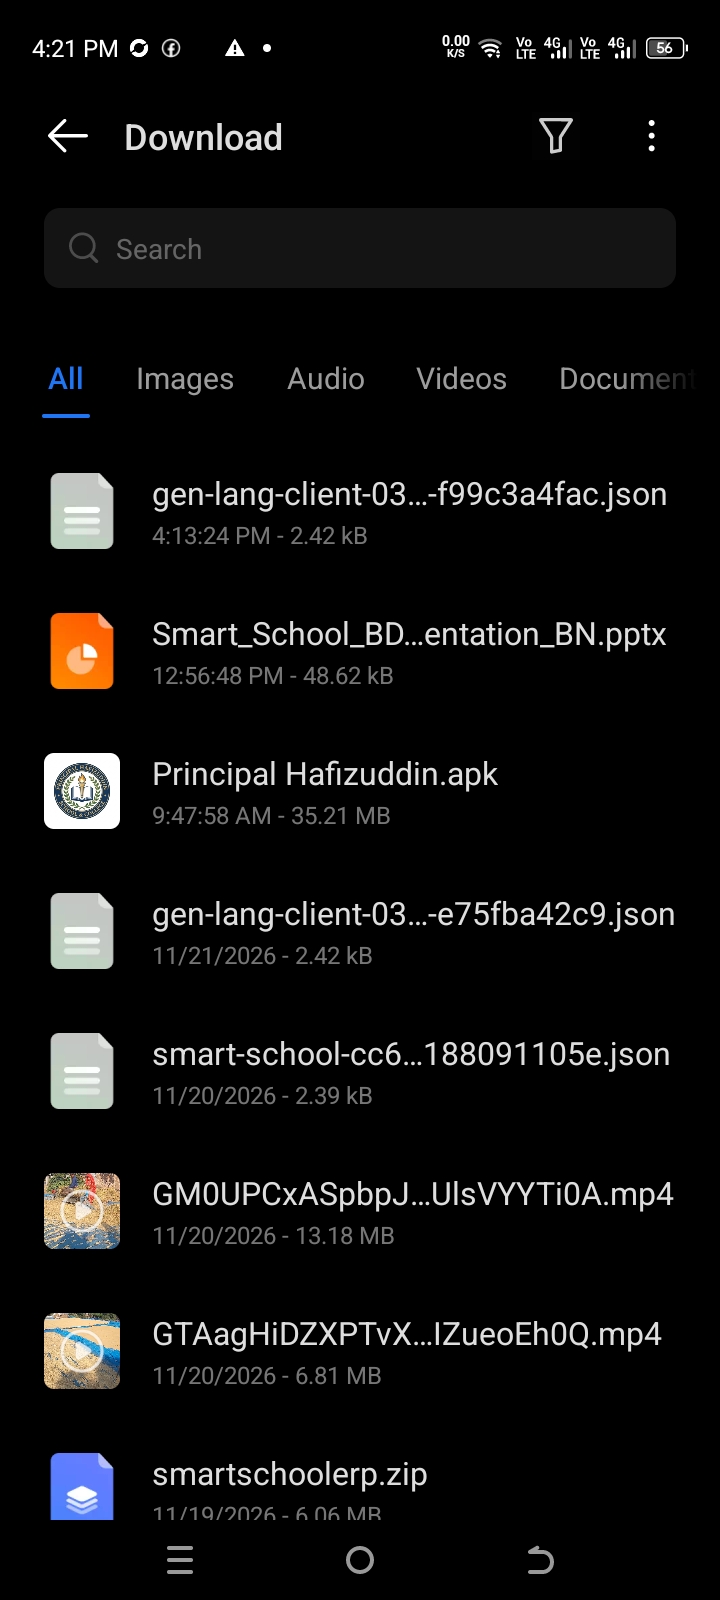 4:21 PM
0.00 K/S Vo LTE 4G Vo LTE 4G 56
Download
Search
All Images Audio Videos Document
gen-lang-client-03...-f99c3a4fac.json
4:13:24 PM - 2.42 kB
Smart_School_BD...entation_BN.pptx
12:56:48 PM - 48.62 kB
Principal Hafizuddin.apk
9:47:58 AM - 35.21 MB
gen-lang-client-03...-e75fba42c9.json
11/21/2026 - 2.42 kB
smart-school-cc6...188091105e.json
11/20/2026 - 2.39 kB
GM0UPCxASpbpJ...UlsVYYTi0A.mp4
11/20/2026 - 13.18 MB
GTAagHiDZXPTvX...IZueoEh0Q.mp4
11/20/2026 - 6.81 MB
smartschoolerp.zip
11/19/2026 - 6.06 MB